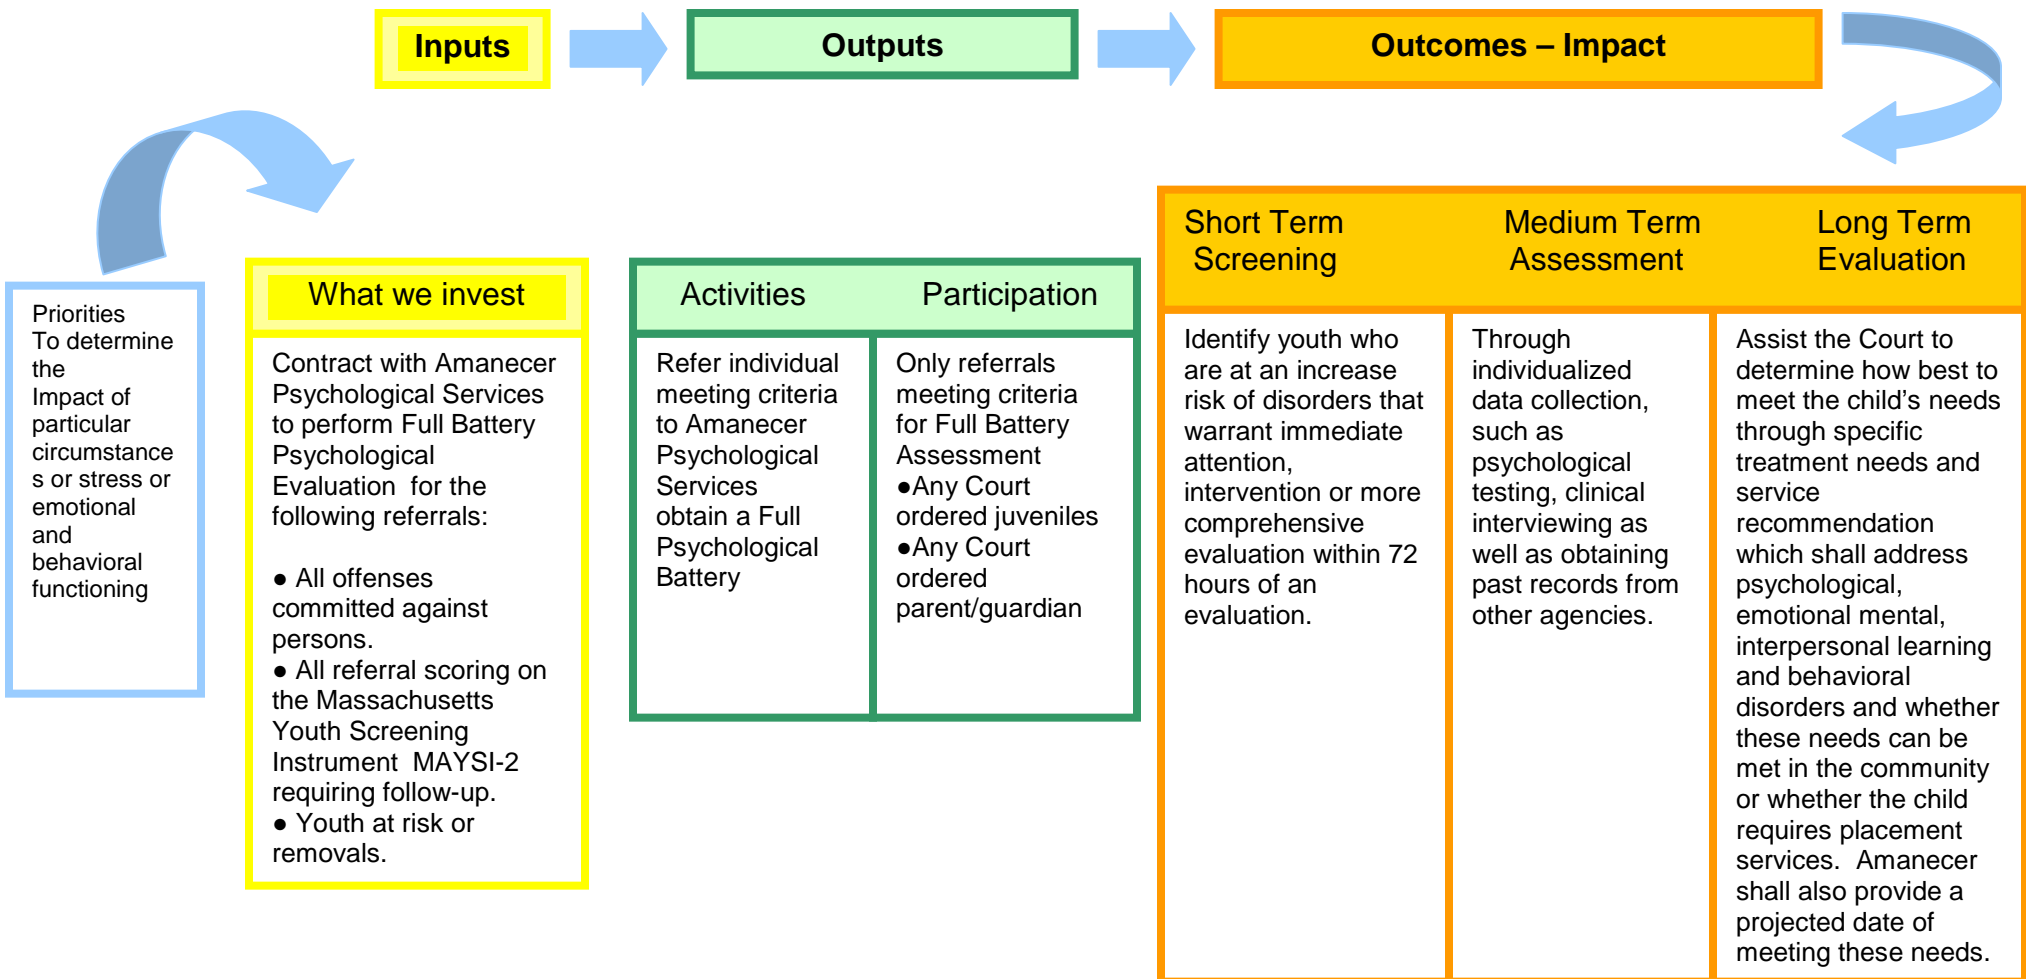 Inputs
Outputs
Outcomes – Impact
Priorities
To determine
the
Impact of
particular
circumstance
s or stress or
emotional
and
behavioral
functioning
What we invest
Contract with Amanecer
Psychological Services
to perform Full Battery
Psychological
Evaluation  for the
following referrals:
● All offenses
committed against
persons.
● All referral scoring on
the Massachusetts
Youth Screening
Instrument  MAYSI-2
requiring follow-up.
● Youth at risk or
removals.
Activities
Participation
Refer individual
meeting criteria
to Amanecer
Psychological
Services
obtain a Full
Psychological
Battery
Only referrals
meeting criteria
for Full Battery
Assessment
●Any Court
ordered juveniles
●Any Court
ordered
parent/guardian
Short Term
Screening
Medium Term
Assessment
Long Term
Evaluation
Identify youth who
are at an increase
risk of disorders that
warrant immediate
attention,
intervention or more
comprehensive
evaluation within 72
hours of an
evaluation.
Through
individualized
data collection,
such as
psychological
testing, clinical
interviewing as
well as obtaining
past records from
other agencies.
Assist the Court to
determine how best to
meet the child’s needs
through specific
treatment needs and
service
recommendation
which shall address
psychological,
emotional mental,
interpersonal learning
and behavioral
disorders and whether
these needs can be
met in the community
or whether the child
requires placement
services.  Amanecer
shall also provide a
projected date of
meeting these needs.